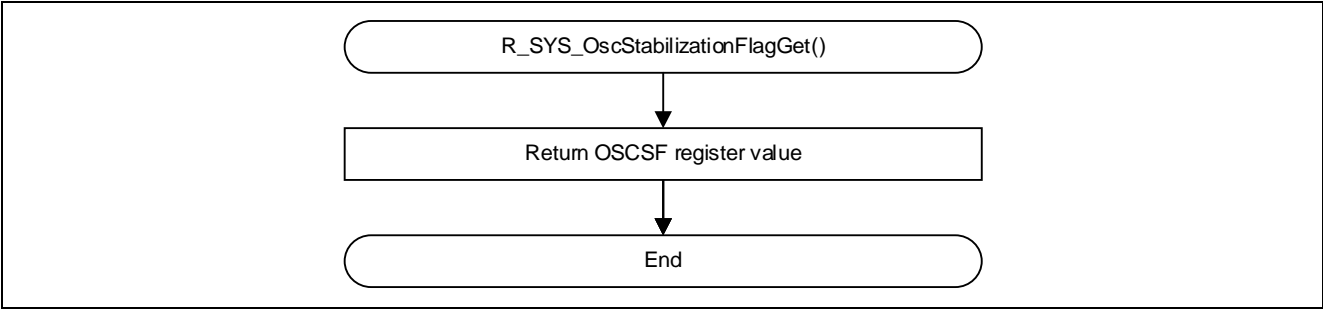 R_SYS_OscStabilizationFlagGet()
Return OSCSF register value
End